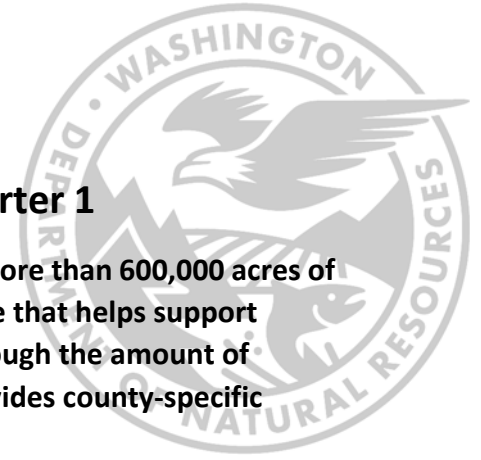 WASHINGTON
DEPARTMENT OF NATURAL RESOURCES
rter 1
ore than 600,000 acres of
e that helps support
ough the amount of
vides county-specific